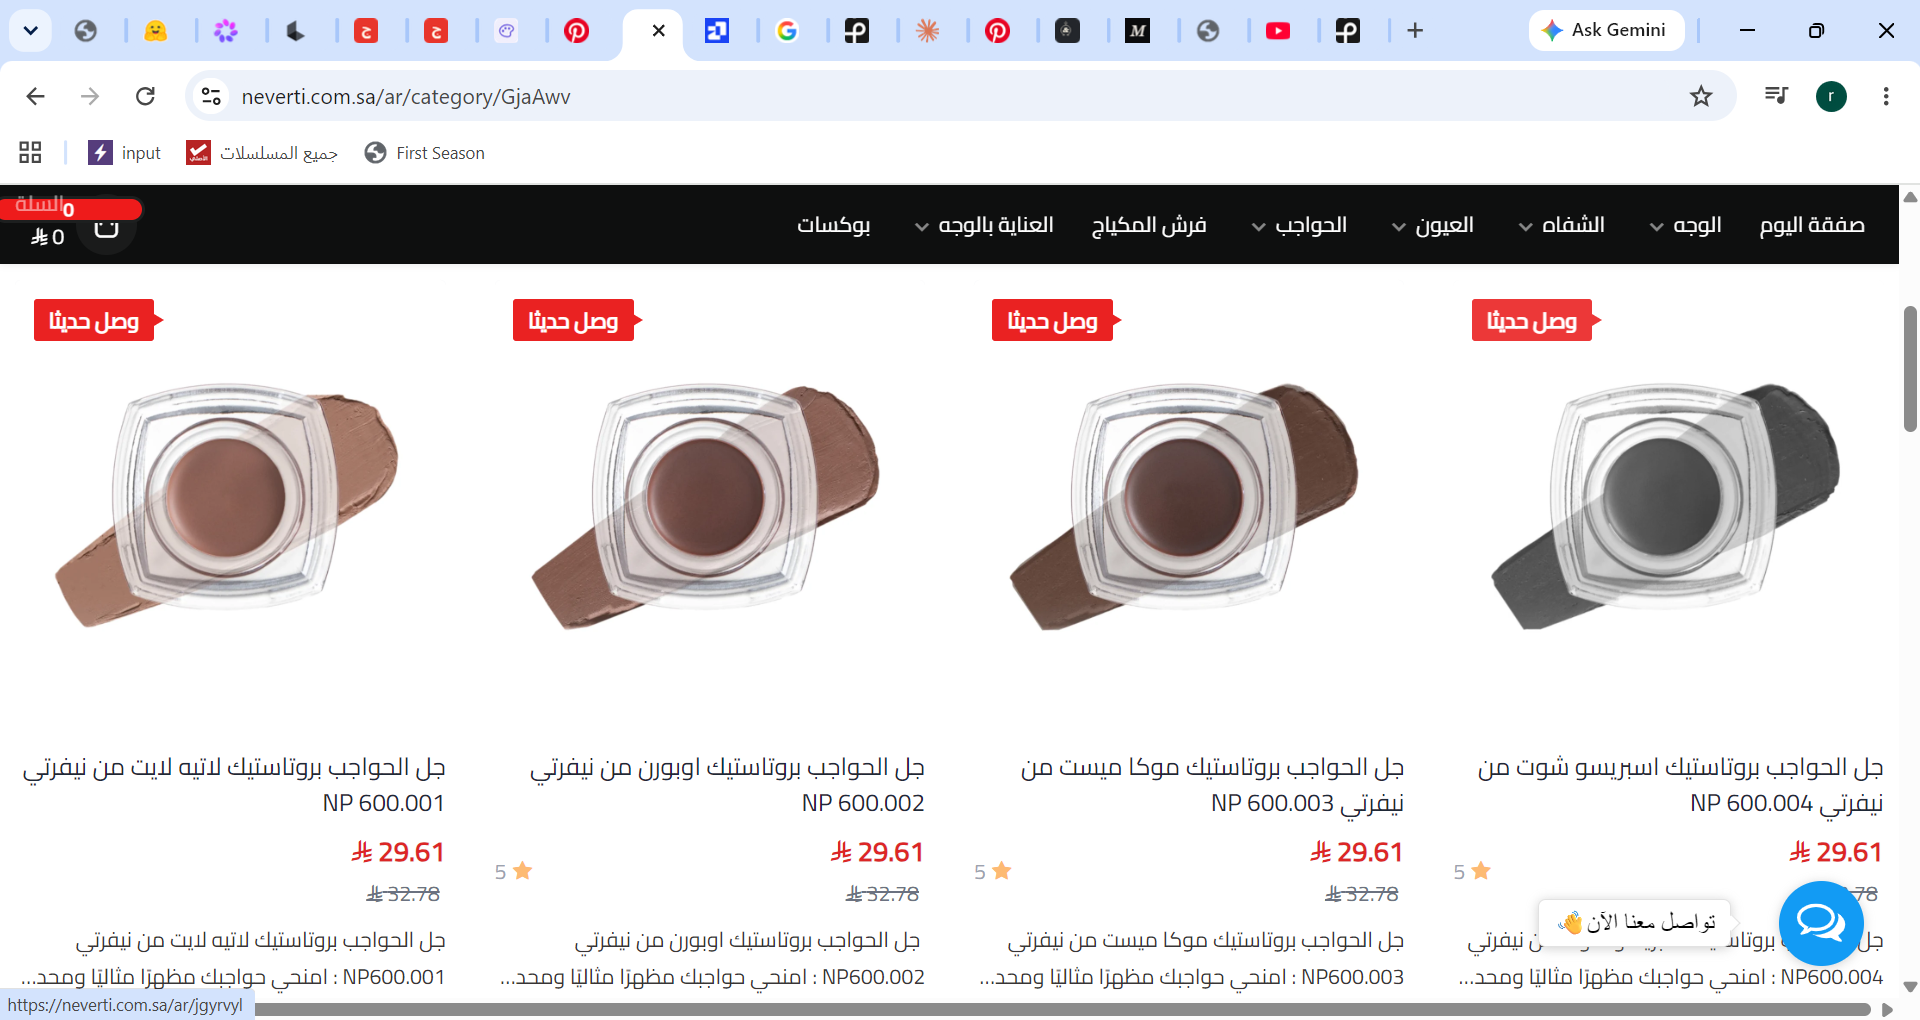 Ask Gemini
neverti.com.sa/ar/category/GjaAwv
r
input
جميع المسلسلات
First Season
صفقة اليوم
الوجه
الشفاه
العيون
الحواجب
فرش المكياج
العناية بالوجه
بوكسات
السلة
0
0
وصل حديثا
وصل حديثا
وصل حديثا
وصل حديثا
جل الحواجب بروتاستيك اسبريسو شوت من
نيفرتي NP 600.004
29.61
5
.78
جل الحواجب بروتاستيك موكا ميست من
نيفرتي NP 600.003
29.61
5
32.78
جل الحواجب بروتاستيك اوبورن من نيفرتي
NP 600.002
29.61
5
32.78
جل الحواجب بروتاستيك لاتيه لايت من نيفرتي
NP 600.001
29.61
32.78
تواصل معنا الآن 👋
NP600.004 : امنحي حواجبك مظهرًا مثاليًا ومحد...
جل الحواجب بروتاستيك موكا ميست من نيفرتي
NP600.003 : امنحي حواجبك مظهرًا مثاليًا ومحد...
جل الحواجب بروتاستيك اوبورن من نيفرتي
NP600.002 : امنحي حواجبك مظهرًا مثاليًا ومحد...
جل الحواجب بروتاستيك لاتيه لايت من نيفرتي
NP600.001 : امنحي حواجبك مظهرًا مثاليًا ومحد...
https://neverti.com.sa/ar/jgyrvyl